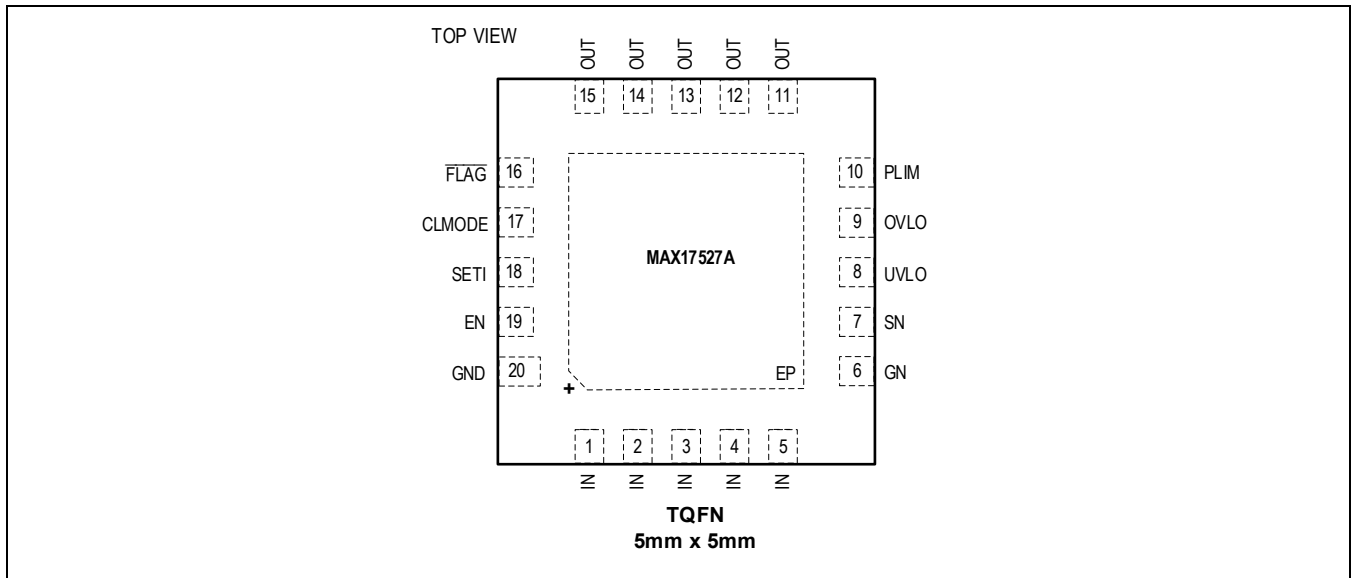 TOP VIEW
OUT OUT OUT OUT OUT
15 14 13 12 11
FLAG 16 10 PLIM
CLMODE 17 9 OVLO
MAX17527A
SETI 18 8 UVLO
EN 19 7 SN
GND 20 EP 6 GN
+
1 2 3 4 5
IN IN IN IN IN
TQFN
5mm x 5mm